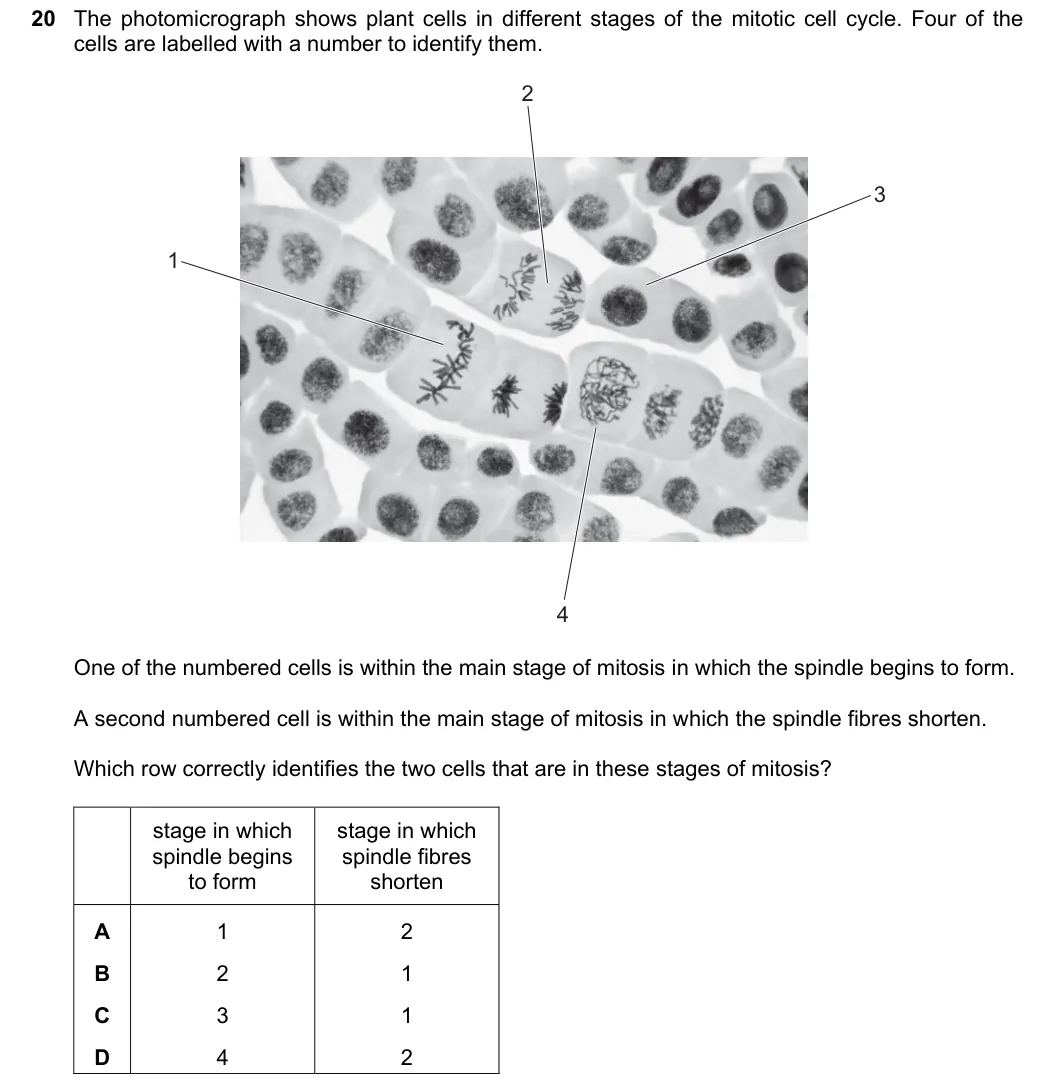 20 The photomicrograph shows plant cells in different stages of the mitotic cell cycle. Four of the
cells are labelled with a number to identify them.
2
3
1
4
One of the numbered cells is within the main stage of mitosis in which the spindle begins to form.
A second numbered cell is within the main stage of mitosis in which the spindle fibres shorten.
Which row correctly identifies the two cells that are in these stages of mitosis?
stage in which
spindle begins
to form
stage in which
spindle fibres
shorten
A 1 2
B 2 1
C 3 1
D 4 2